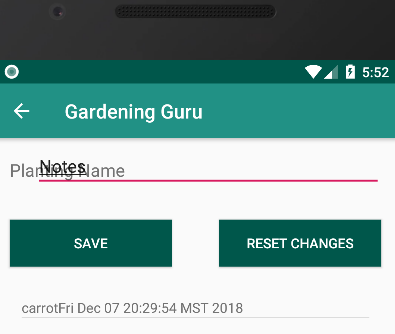 5:52
Gardening Guru
Planting Name
Notes
SAVE
RESET CHANGES
carrotFri Dec 07 20:29:54 MST 2018